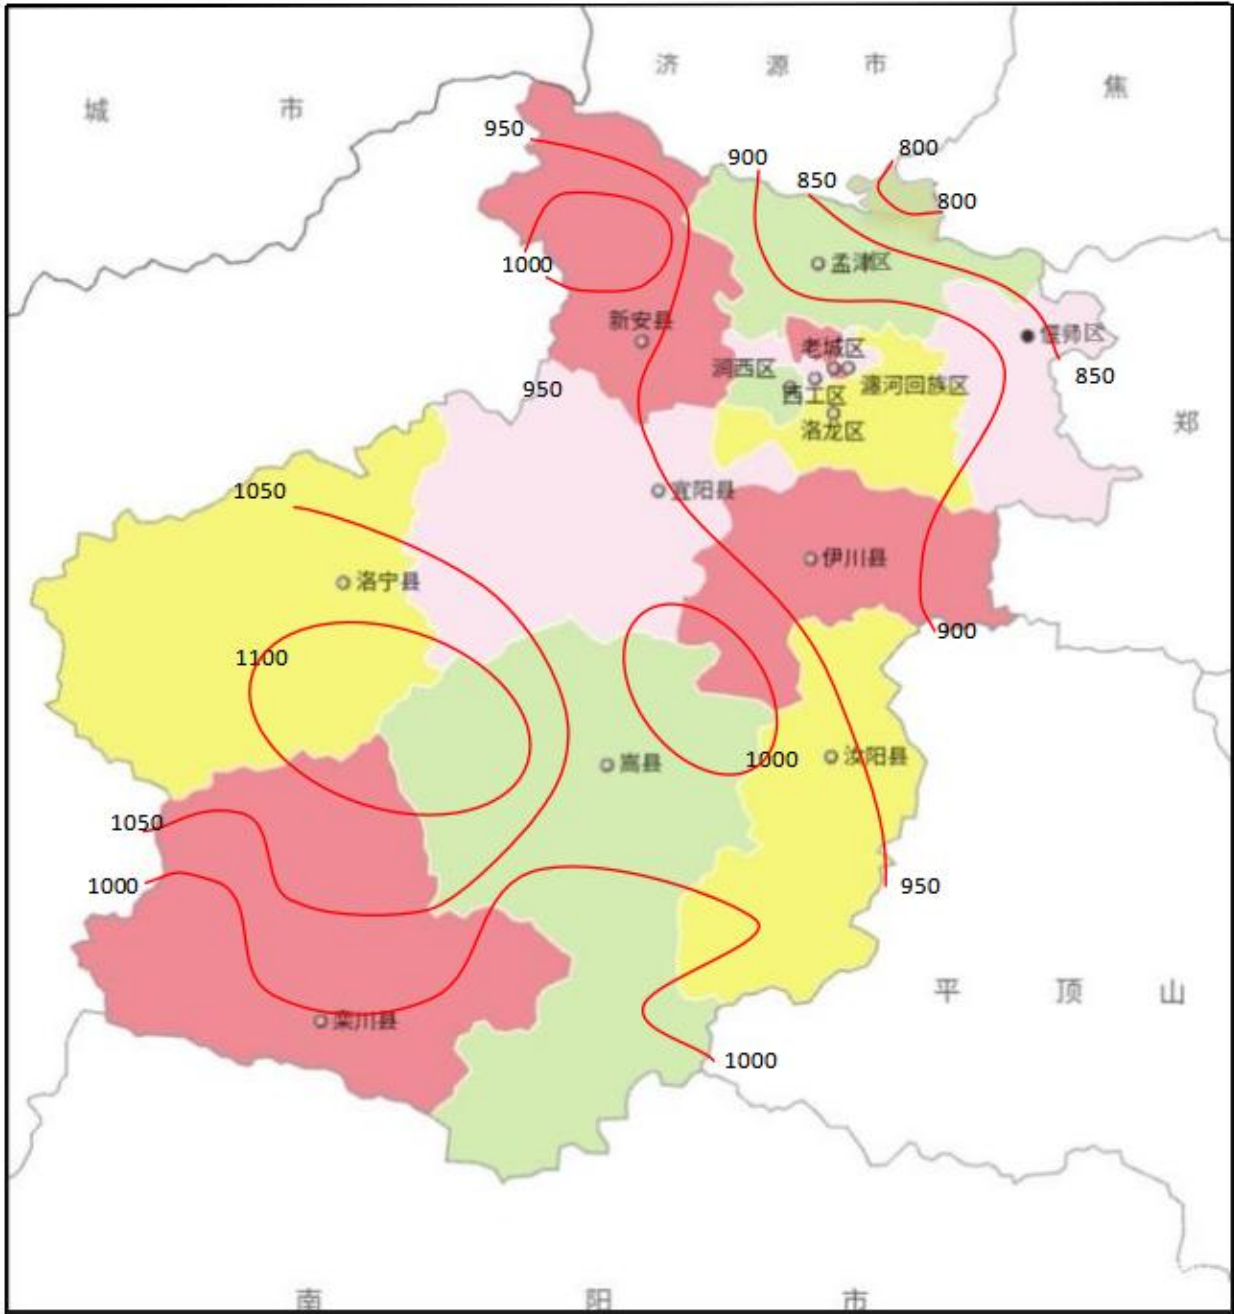 济 源 市
焦
城 市
950
900
800
850
800
孟津区
1000
新安县
偃师区
老城区
涧西区
950
西工区
瀍河回族区
850
洛龙区
郑
1050
宜阳县
伊川县
洛宁县
900
1100
1000
嵩县
汝阳县
1050
1000
950
平 顶 山
栾川县
1000
南 阳 市